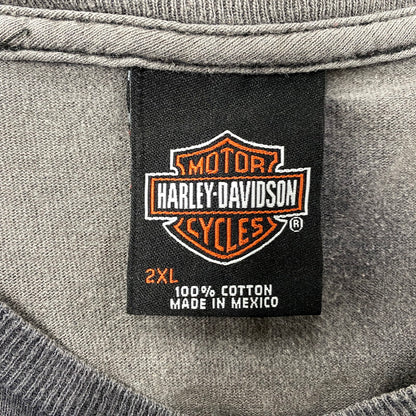 MOTOR
HARLEY-DAVIDSON
CYCLES ®
2XL
100% COTTON
MADE IN MEXICO